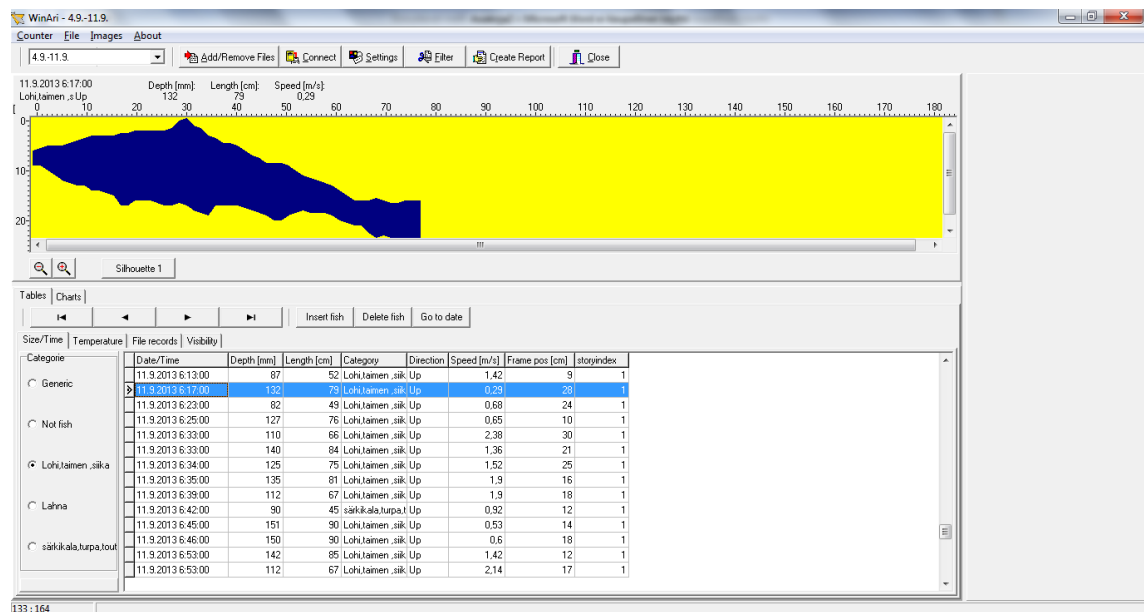 WinAri - 4.9.-11.9.
Counter File Images About
4.9-11.9. Add/Remove Files Connect Settings Filter Create Report Close
11.9.2013 6:17:00 Depth [mm]: Length [cm]: Speed [m/s]:
Lohi,taimen ,s Up 132 79 0,29
[ 0 10 20 30 40 50 60 70 80 90 100 110 120 130 140 150 160 170 180
0
10
20
Silhouette 1
Tables Charts
Insert fish Delete fish Go to date
Size/Time Temperature File records Visibility
Categorie
Generic
Not fish
Lohi,taimen ,siika
Lahna
särkikala,turpa,tout
Date/Time Depth [mm] Length [cm] Category Direction Speed [m/s] Frame pos [cm] storyindex
11.9.2013 6:13:00 87 52 Lohi,taimen ,siik Up 1,42 9 1
11.9.2013 6:17:00 132 79 Lohi,taimen ,siik Up 0,29 28 1
11.9.2013 6:23:00 82 49 Lohi,taimen ,siik Up 0,68 24 1
11.9.2013 6:25:00 127 76 Lohi,taimen ,siik Up 0,65 10 1
11.9.2013 6:33:00 110 66 Lohi,taimen ,siik Up 2,38 30 1
11.9.2013 6:33:00 140 84 Lohi,taimen ,siik Up 1,36 21 1
11.9.2013 6:34:00 125 75 Lohi,taimen ,siik Up 1,52 25 1
11.9.2013 6:35:00 135 81 Lohi,taimen ,siik Up 1,9 16 1
11.9.2013 6:39:00 112 67 Lohi,taimen ,siik Up 1,9 18 1
11.9.2013 6:42:00 90 45 särkikala,turpa,t Up 0,92 12 1
11.9.2013 6:45:00 151 90 Lohi,taimen ,siik Up 0,53 14 1
11.9.2013 6:46:00 150 90 Lohi,taimen ,siik Up 0,6 18 1
11.9.2013 6:53:00 142 85 Lohi,taimen ,siik Up 1,42 12 1
11.9.2013 6:53:00 112 67 Lohi,taimen ,siik Up 2,14 17 1
133 : 164